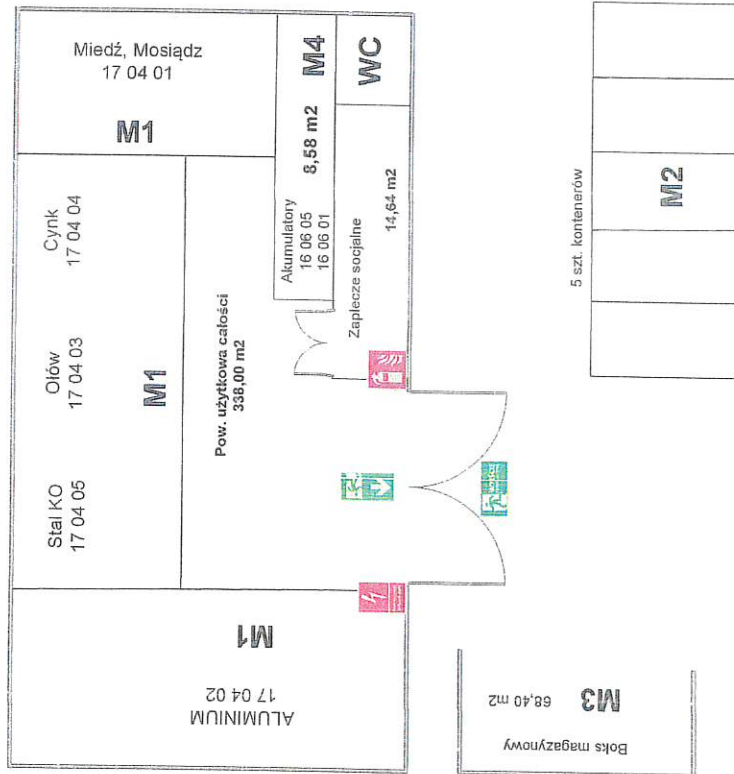 Miedź, Mosiądz
17 04 01
M1
M4
WC
8,58 m2
Akumulatory
16 06 05
16 06 01
Zaplecze socjalne
14,64 m2
Cynk
17 04 04
Ołów
17 04 03
Stal KO
17 04 05
M1
Pow. użytkowa całości
338,00 m2
M1
ALUMINIUM
17 04 02
5 szt. kontenerów
M2
M3
68,40 m2
Boks magazynowy